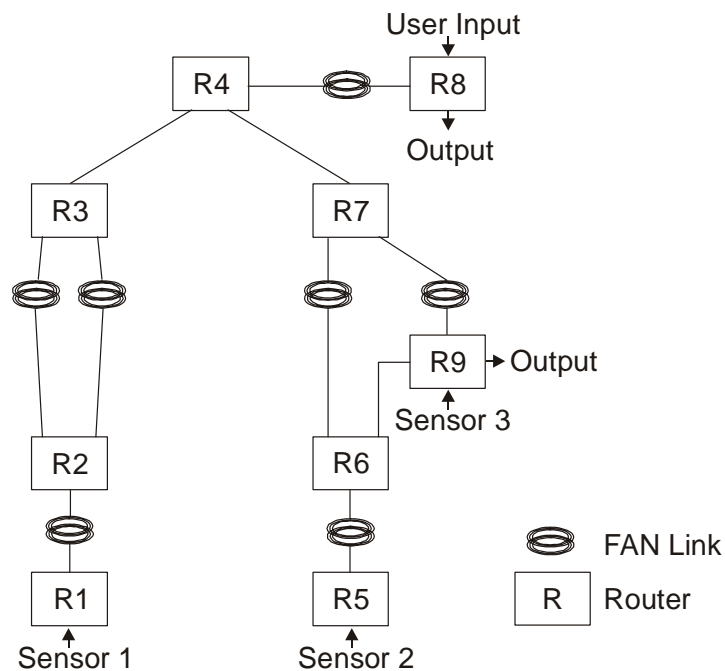 User Input
R4
R8
Output
R3
R7
R9
Output
Sensor 3
R2
R6
FAN Link
R1
R5
R
Router
Sensor 1
Sensor 2